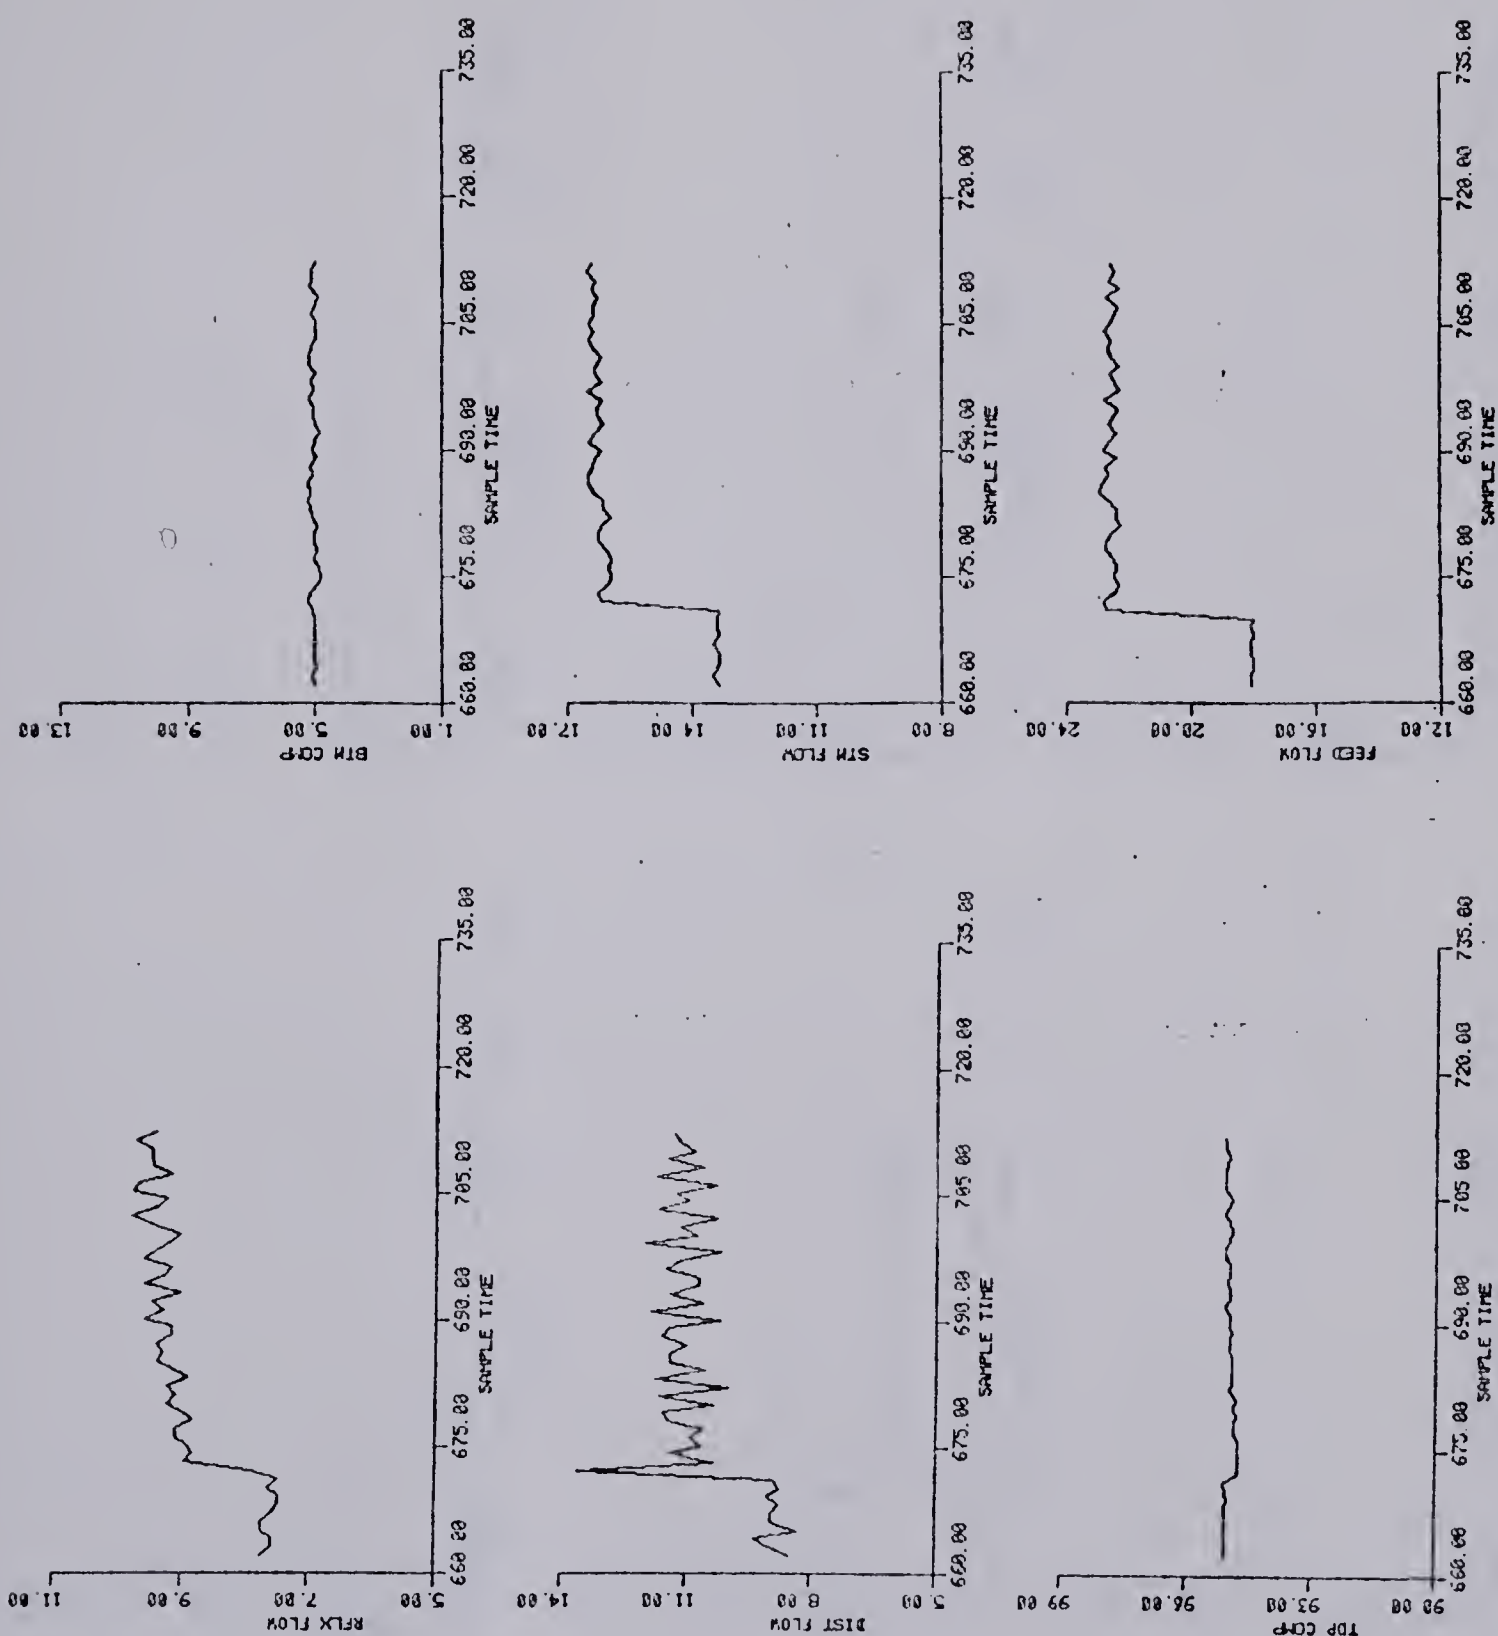 11.00
9.00
7.00
5.00
RFLX FLOW
660.00 675.00 690.00 705.00 720.00 735.00
SAMPLE TIME
13.00
9.00
5.00
1.00
BTM COMP
660.00 675.00 690.00 705.00 720.00 735.00
SAMPLE TIME
14.00
11.00
8.00
5.00
DIST FLOW
660.00 675.00 690.00 705.00 720.00 735.00
SAMPLE TIME
17.00
14.00
11.00
8.00
STM FLOW
660.00 675.00 690.00 705.00 720.00 735.00
SAMPLE TIME
99.00
96.00
93.00
90.00
TOP COMP
660.00 675.00 690.00 705.00 720.00 735.00
SAMPLE TIME
24.00
20.00
16.00
12.00
FEED FLOW
660.00 675.00 690.00 705.00 720.00 735.00
SAMPLE TIME